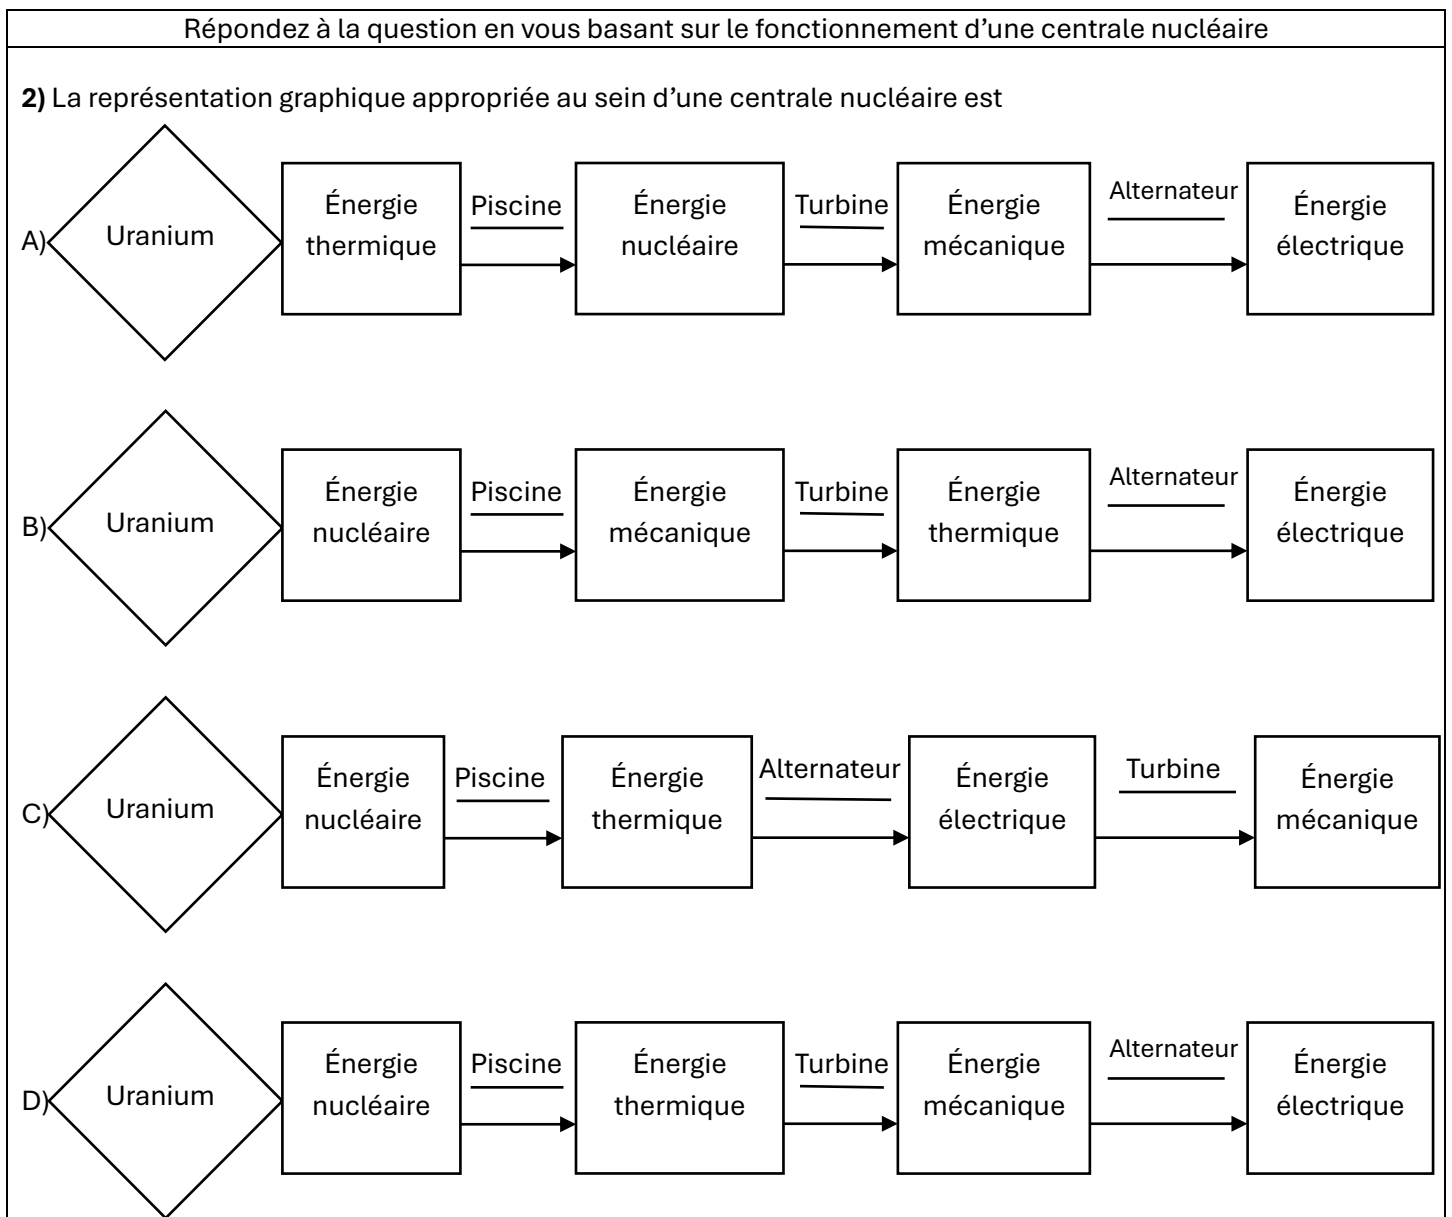 Répondez à la question en vous basant sur le fonctionnement d’une centrale nucléaire
2) La représentation graphique appropriée au sein d’une centrale nucléaire est
A)
Uranium
Énergie
thermique
Piscine
Énergie
nucléaire
Turbine
Énergie
mécanique
Alternateur
Énergie
électrique
B)
Uranium
Énergie
nucléaire
Piscine
Énergie
mécanique
Turbine
Énergie
thermique
Alternateur
Énergie
électrique
C)
Uranium
Énergie
nucléaire
Piscine
Énergie
thermique
Alternateur
Énergie
électrique
Turbine
Énergie
mécanique
D)
Uranium
Énergie
nucléaire
Piscine
Énergie
thermique
Turbine
Énergie
mécanique
Alternateur
Énergie
électrique